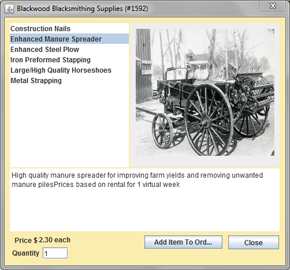 Blackwood Blacksmithing Supplies (#1592)
Construction Nails
Enhanced Manure Spreader
Enhanced Steel Plow
Iron Preformed Stapping
Large/High Quality Horseshoes
Metal Strapping
High quality manure spreader for improving farm yields and removing unwanted
manure pilesPrices based on rental for 1 virtual week
Price $ 2.30 each
Quantity 1
Add Item To Ord...
Close